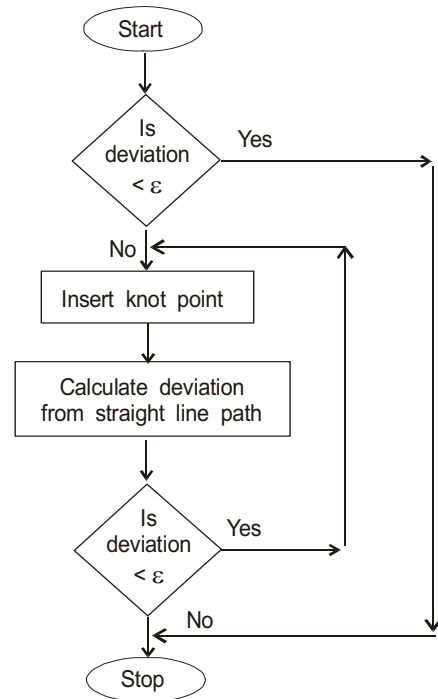 Start
Is
deviation
< ε
Yes
No
Insert knot point
Calculate deviation
from straight line path
Is
deviation
< ε
Yes
No
Stop